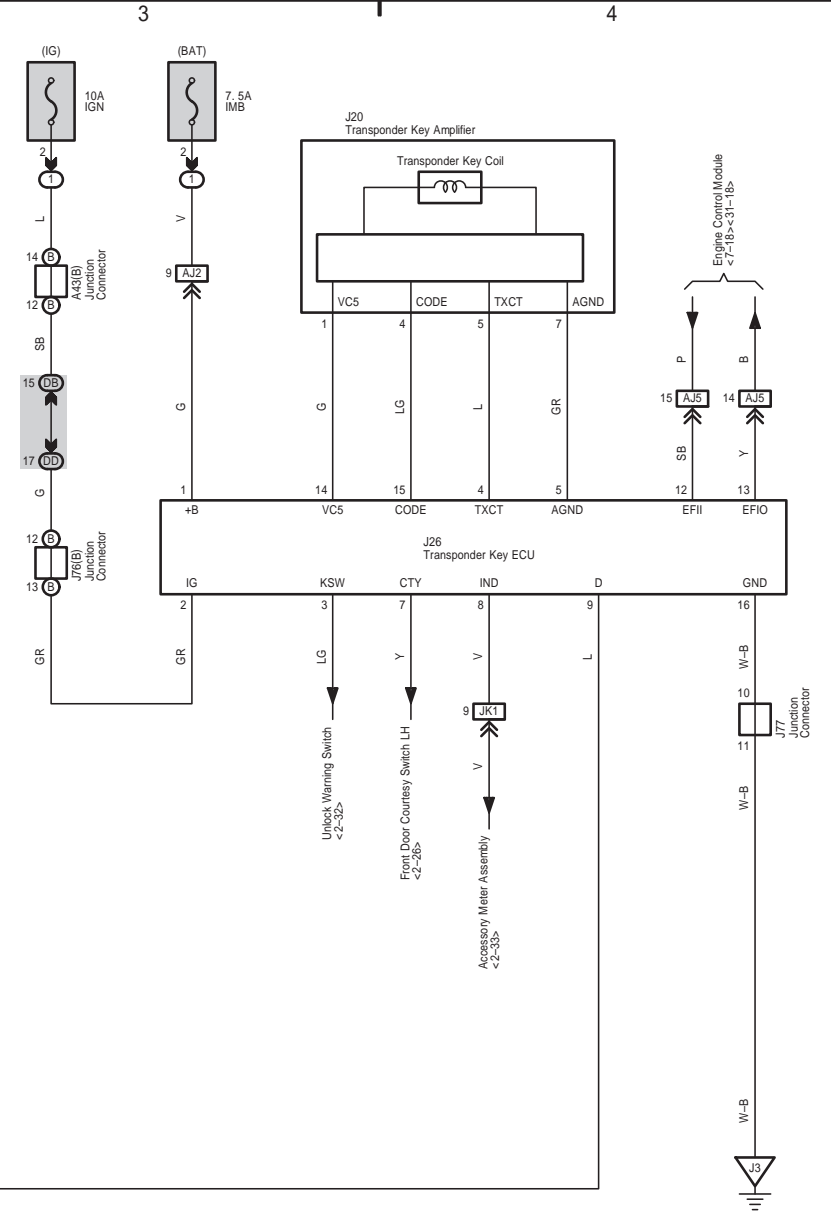 3
4
(IG)
(BAT)
10A
IGN
7. 5A
IMB
2
1
2
1
J20
Transponder Key Amplifier
Transponder Key Coil
VC5
CODE
TXCT
AGND
1
4
5
7
Engine Control Module
<7–18><31–18>
L
V
14
B
A43(B)
Junction
Connector
12
B
9
AJ2
SB
15
DB
17
DD
G
G
G
LG
L
GR
P
B
15
AJ5
14
AJ5
SB
Y
12
B
J76(B)
Junction
Connector
13
B
1
14
15
4
5
12
13
+B
VC5
CODE
TXCT
AGND
EFII
EFIO
J26
Transponder Key ECU
IG
KSW
CTY
IND
D
GND
2
3
7
8
9
16
GR
GR
LG
Y
V
L
W–B
9
JK1
V
10
J77
Junction
Connector
11
W–B
Unlock Warning Switch
<2–32>
Front Door Courtesy Switch LH
<2–26>
Accessory Meter Assembly
<2–33>
W–B
J3